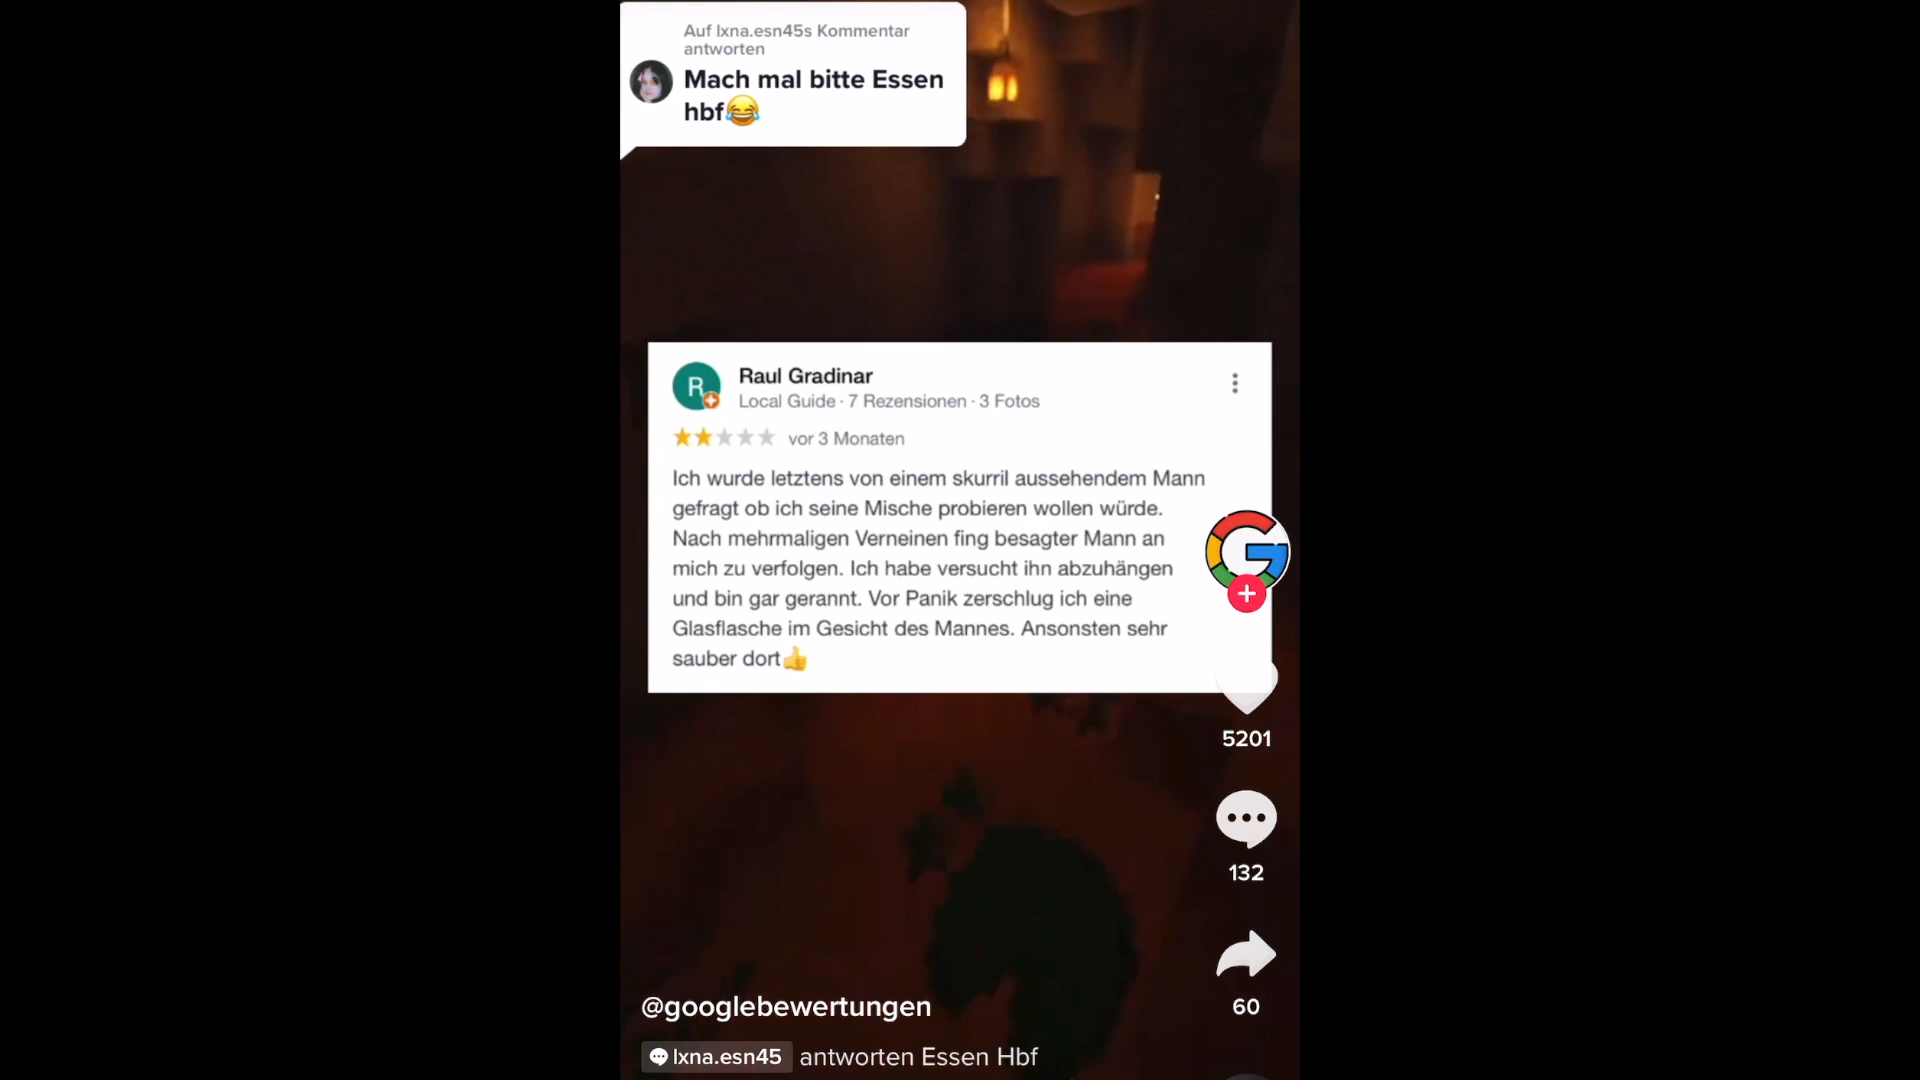 Auf lxna.esn45s Kommentar
antworten
Mach mal bitte Essen
hbf😂
R
Raul Gradinar
Local Guide · 7 Rezensionen · 3 Fotos
vor 3 Monaten
Ich wurde letztens von einem skurril aussehendem Mann
gefragt ob ich seine Mische probieren wollen würde.
Nach mehrmaligen Verneinen fing besagter Mann an
mich zu verfolgen. Ich habe versucht ihn abzuhängen
und bin gar gerannt. Vor Panik zerschlug ich eine
Glasflasche im Gesicht des Mannes. Ansonsten sehr
sauber dort👍
G
5201
132
60
@googlebewertungen
lxna.esn45 antworten Essen Hbf